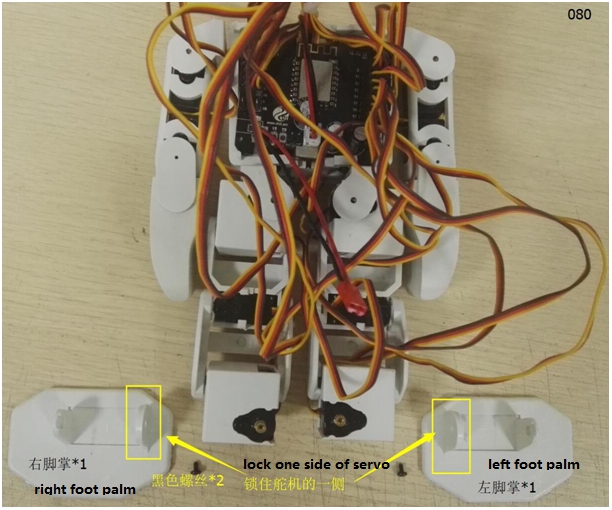 080
lock one side of servo
left foot palm
右脚掌*1
right foot palm
黑色螺丝*2
锁住舵机的一侧
左脚掌*1